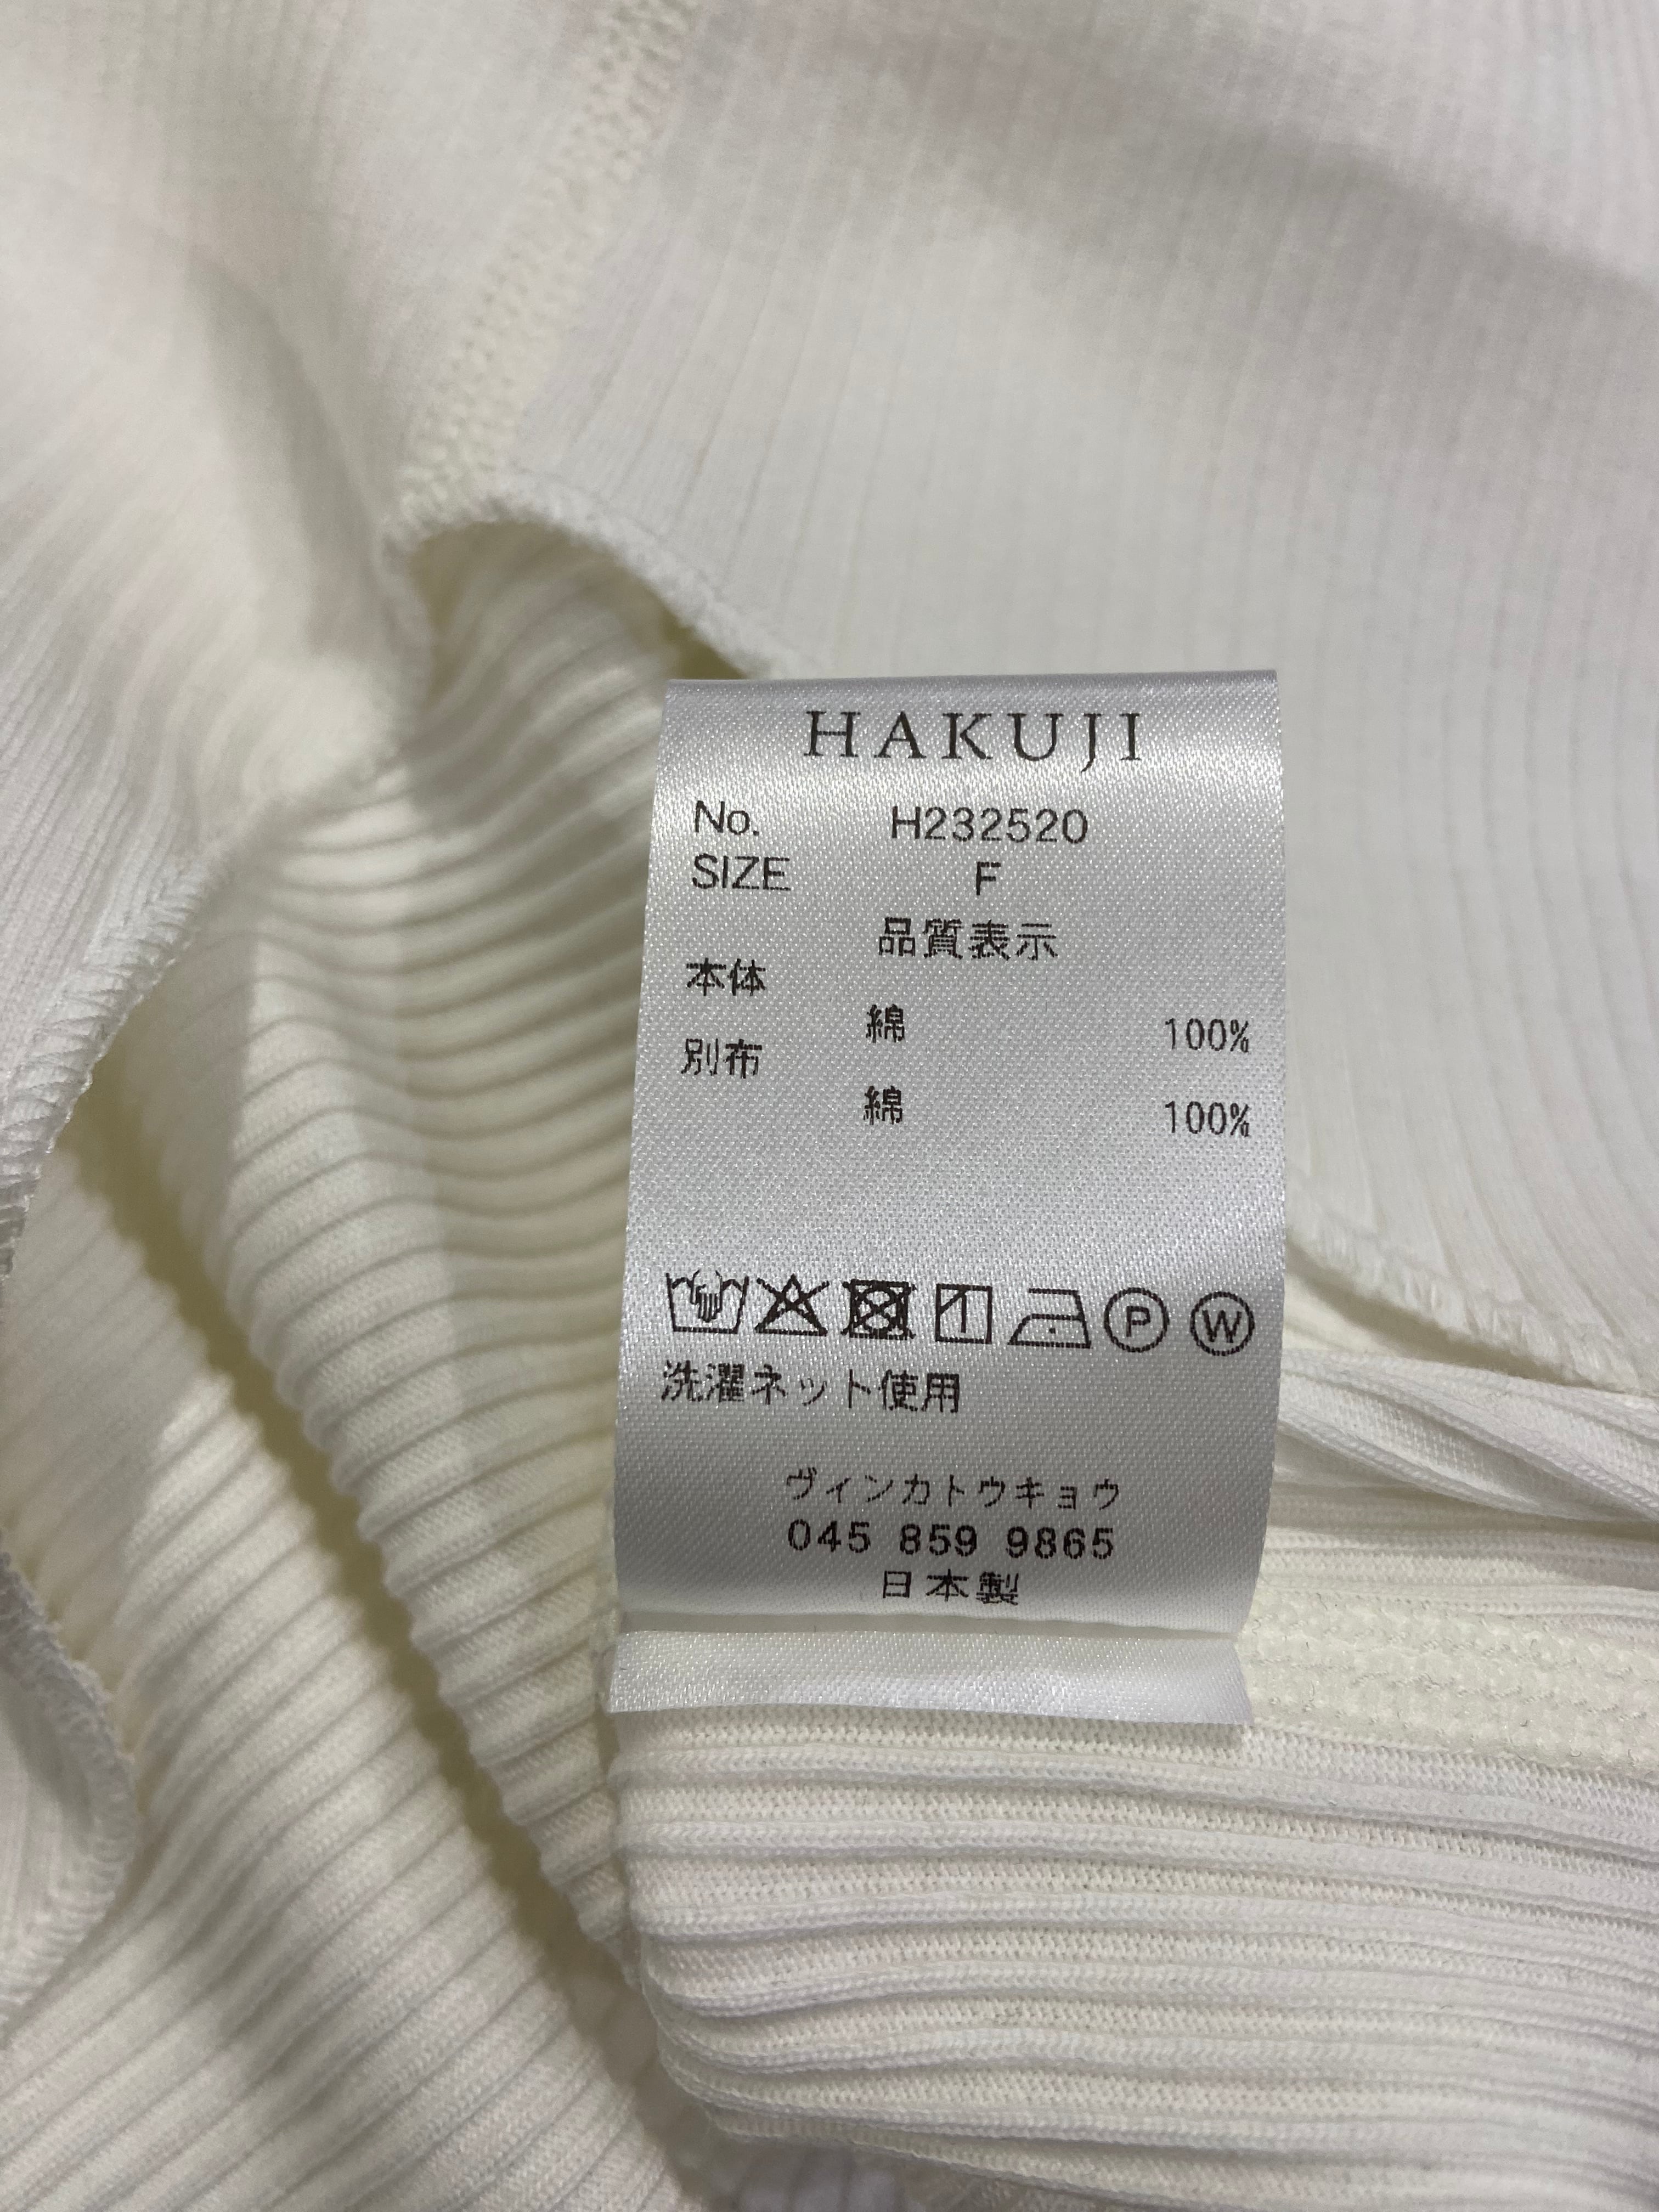 HAKUJI
No. H232520
SIZE F
品質表示
本体
綿 100%
別布
綿 100%
P W
洗濯ネット使用
ヴィンカトウキョウ
045 859 9865
日本製